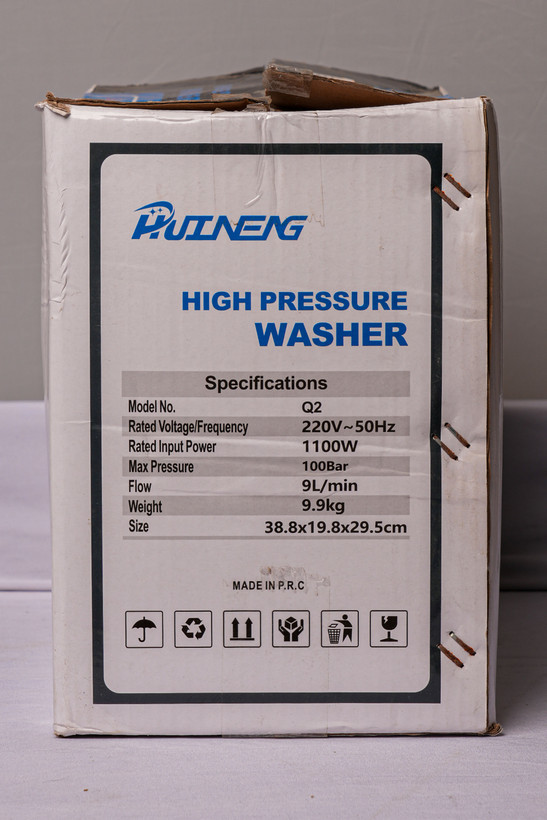 HUINENG
HIGH PRESSURE
WASHER
Specifications
Model No. Q2
Rated Voltage/Frequency 220V~50Hz
Rated Input Power 1100W
Max Pressure 100Bar
Flow 9L/min
Weight 9.9kg
Size 38.8x19.8x29.5cm
MADE IN P.R.C